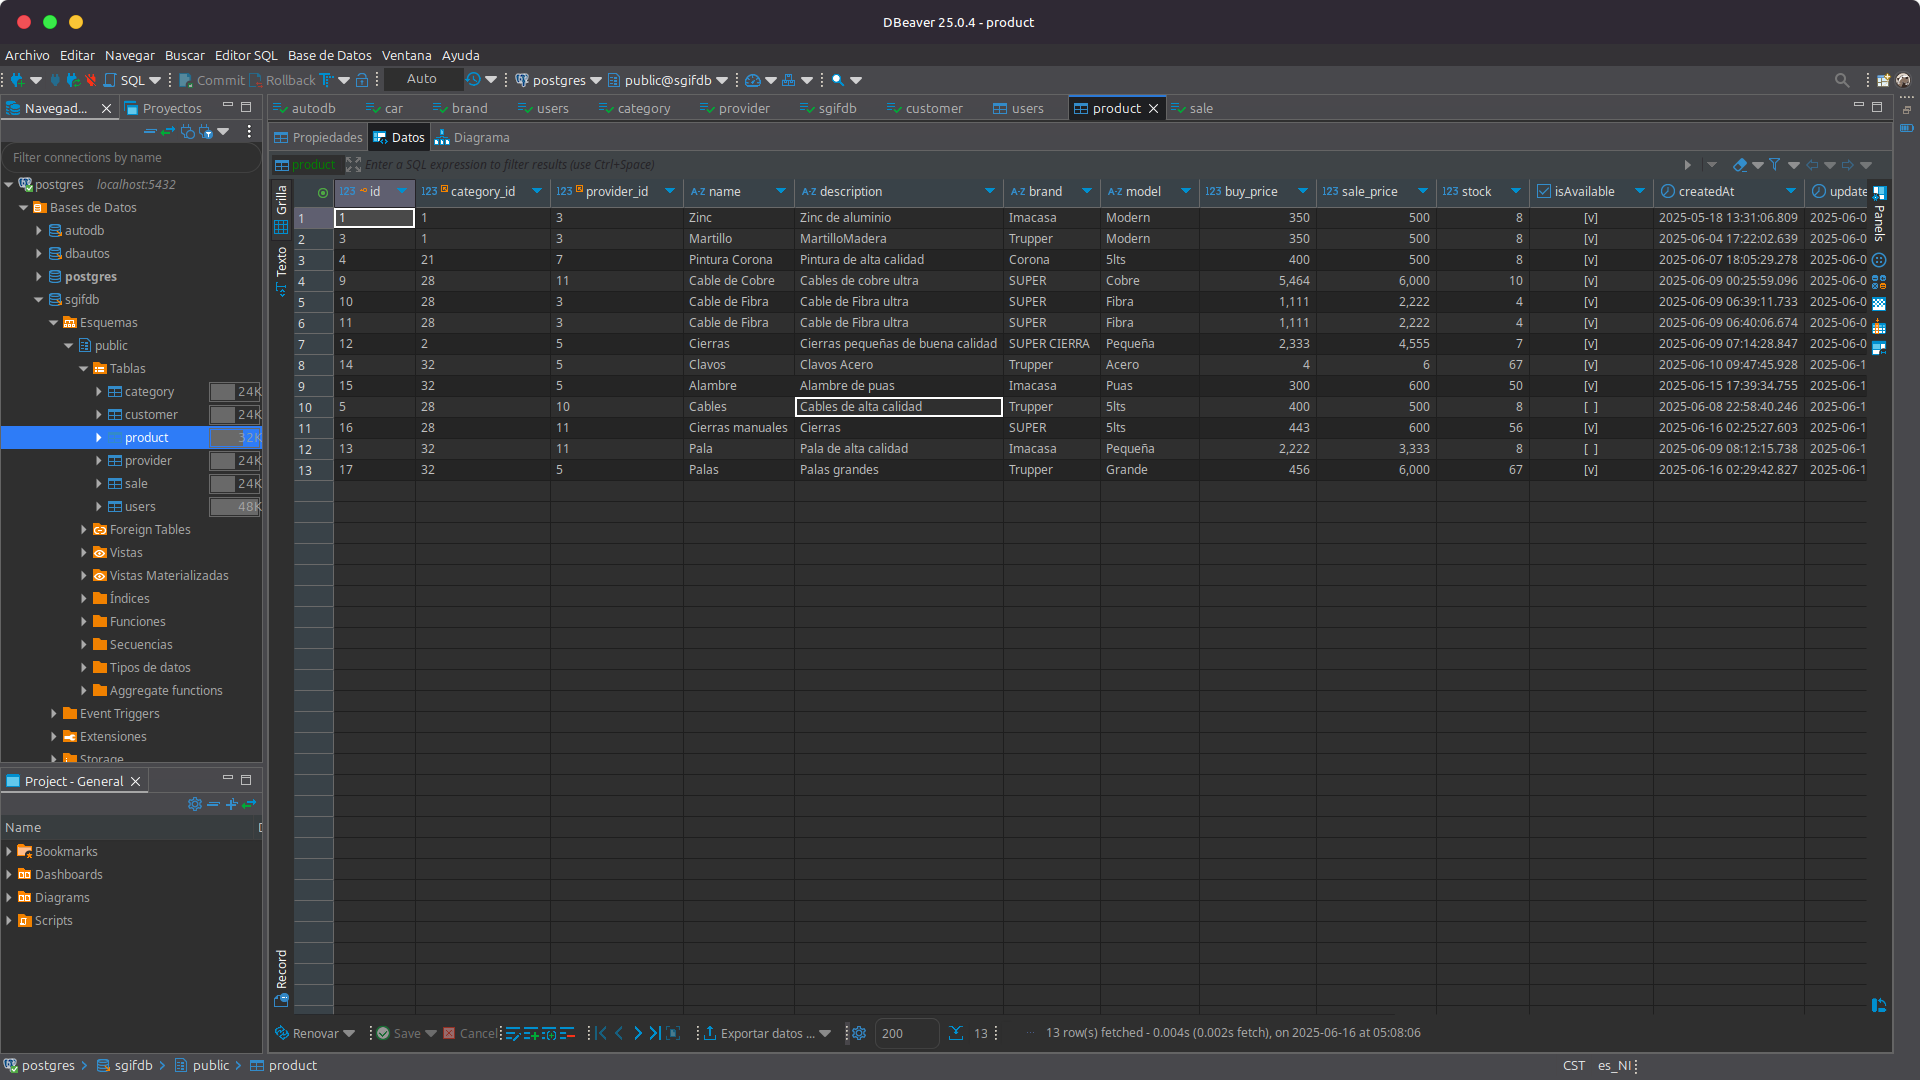 DBeaver 25.0.4 - product
Archivo Editar Navegar Buscar Editor SQL Base de Datos Ventana Ayuda
SQL Commit Rollback Auto postgres public@sgifdb
Navegad... Proyectos
autodb car brand users category provider sgifdb customer users product sale
Propiedades Datos Diagrama
Filter connections by name
product Enter a SQL expression to filter results (use Ctrl+Space)
postgres localhost:5432
Bases de Datos
autodb
dbautos
postgres
sgifdb
Esquemas
public
Tablas
category 24K
customer 24K
product 32K
provider 24K
sale 24K
users 48K
Foreign Tables
Vistas
Vistas Materializadas
Índices
Funciones
Secuencias
Tipos de datos
Aggregate functions
Event Triggers
Extensiones
Storage
Project - General
Name
Bookmarks
Dashboards
Diagrams
Scripts
Grilla
Texto
Record
123 id 123 category_id 123 provider_id A-Z name A-Z description A-Z brand A-Z model 123 buy_price 123 sale_price 123 stock isAvailable createdAt update
1 1 1 3 Zinc Zinc de aluminio Imacasa Modern 350 500 8 [v] 2025-05-18 13:31:06.809 2025-06-0
2 3 1 3 Martillo MartilloMadera Trupper Modern 350 500 8 [v] 2025-06-04 17:22:02.639 2025-06-0
3 4 21 7 Pintura Corona Pintura de alta calidad Corona 5lts 400 500 8 [v] 2025-06-07 18:05:29.278 2025-06-0
4 9 28 11 Cable de Cobre Cables de cobre ultra SUPER Cobre 5,464 6,000 10 [v] 2025-06-09 00:25:59.096 2025-06-0
5 10 28 3 Cable de Fibra Cable de Fibra ultra SUPER Fibra 1,111 2,222 4 [v] 2025-06-09 06:39:11.733 2025-06-0
6 11 28 3 Cable de Fibra Cable de Fibra ultra SUPER Fibra 1,111 2,222 4 [v] 2025-06-09 06:40:06.674 2025-06-0
7 12 2 5 Cierras Cierras pequeñas de buena calidad SUPER CIERRA Pequeña 2,333 4,555 7 [v] 2025-06-09 07:14:28.847 2025-06-0
8 14 32 5 Clavos Clavos Acero Trupper Acero 4 6 67 [v] 2025-06-10 09:47:45.928 2025-06-1
9 15 32 5 Alambre Alambre de puas Imacasa Puas 300 600 50 [v] 2025-06-15 17:39:34.755 2025-06-1
10 5 28 10 Cables Cables de alta calidad Trupper 5lts 400 500 8 [ ] 2025-06-08 22:58:40.246 2025-06-1
11 16 28 11 Cierras manuales Cierras SUPER 5lts 443 600 56 [v] 2025-06-16 02:25:27.603 2025-06-1
12 13 32 11 Pala Pala de alta calidad Imacasa Pequeña 2,222 3,333 8 [ ] 2025-06-09 08:12:15.738 2025-06-1
13 17 32 5 Palas Palas grandes Trupper Grande 456 6,000 67 [v] 2025-06-16 02:29:42.827 2025-06-1
Panels
Renovar Save Cancel Exportar datos ... 200 13 13 row(s) fetched - 0.004s (0.002s fetch), on 2025-06-16 at 05:08:06
postgres sgifdb public product CST es_NI